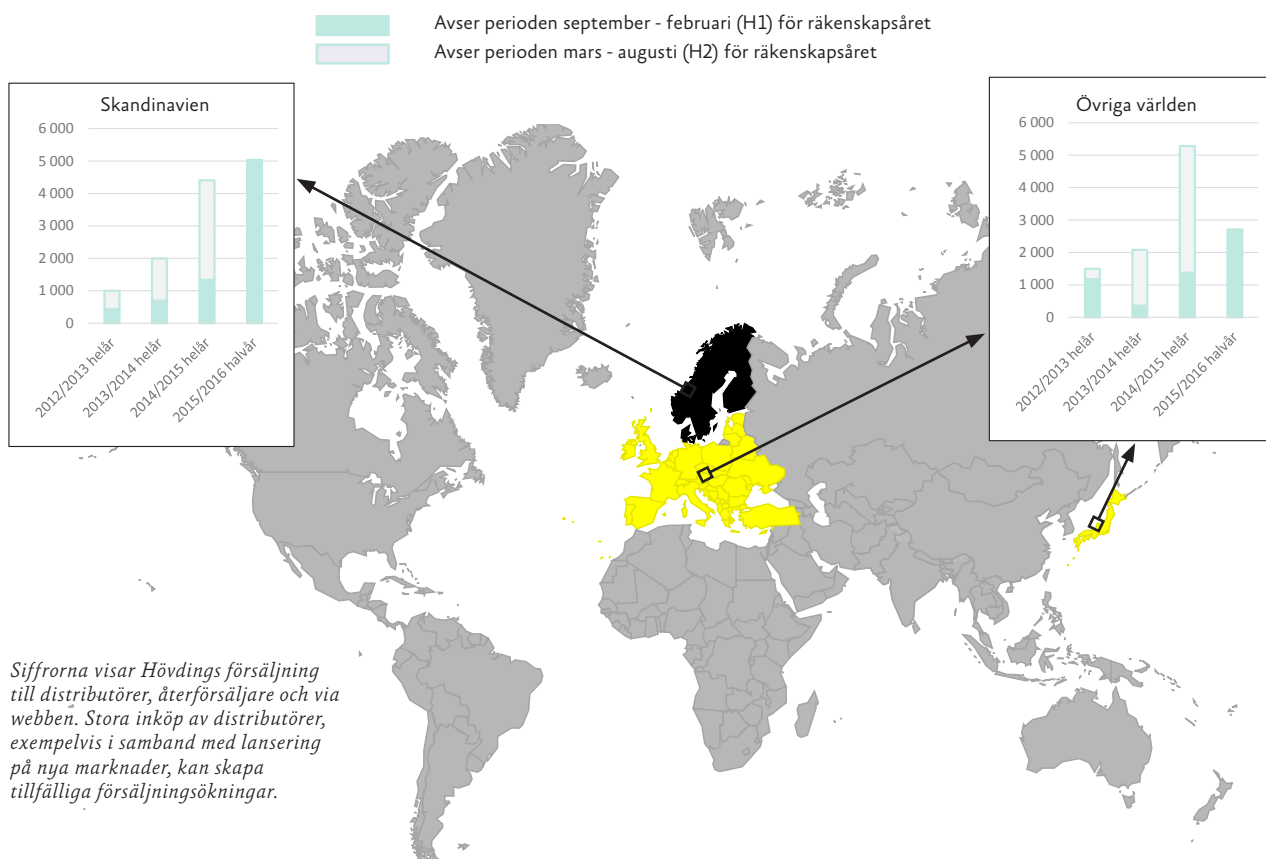 Avser perioden september - februari (H1) för räkenskapsåret
Avser perioden mars - augusti (H2) för räkenskapsåret
Skandinavien
6 000
5 000
4 000
3 000
2 000
1 000
0
2012/2013 helår
2013/2014 helår
2014/2015 helår
2015/2016 halvår
Övriga världen
6 000
5 000
4 000
3 000
2 000
1 000
0
2012/2013 helår
2013/2014 helår
2014/2015 helår
2015/2016 halvår
Siffrorna visar Hövdings försäljning
till distributörer, återförsäljare och via
webben. Stora inköp av distributörer,
exempelvis i samband med lansering
på nya marknader, kan skapa
tillfälliga försäljningsökningar.